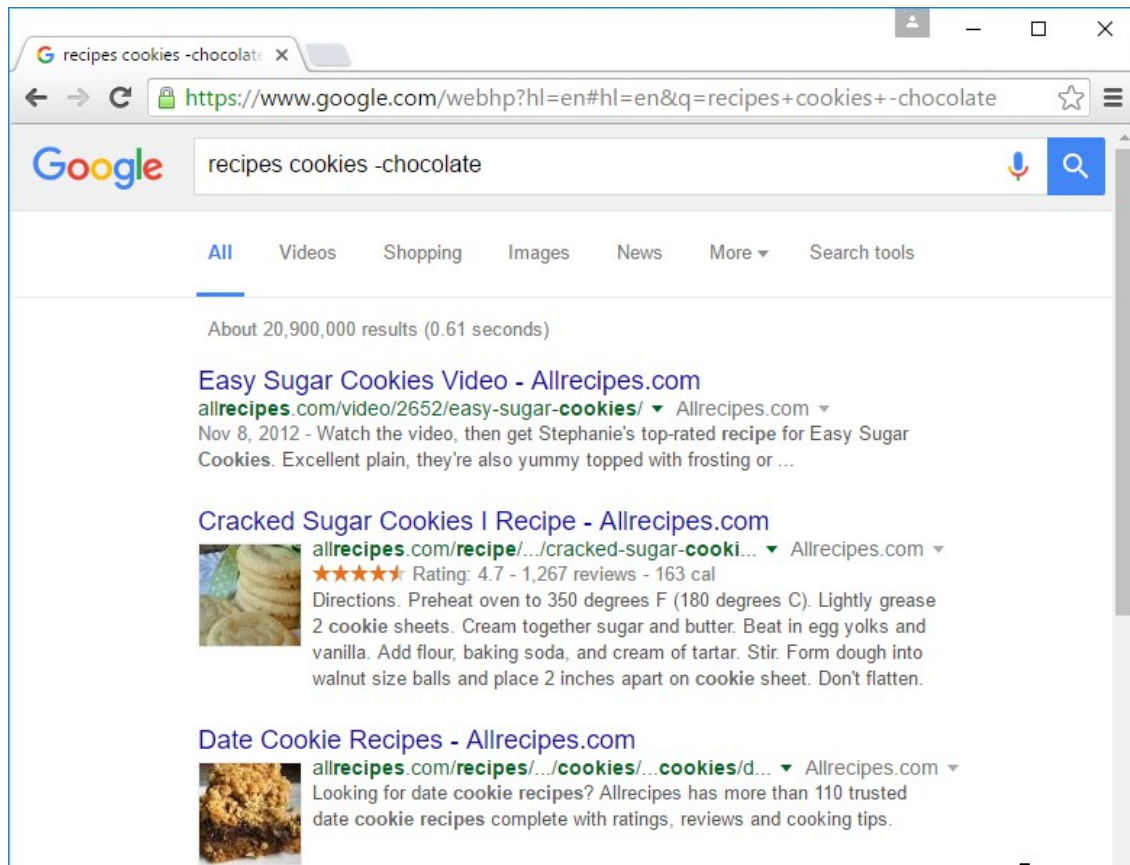 recipes cookies -chocolate
https://www.google.com/webhp?hl=en#hl=en&q=recipes+cookies+-chocolate
Google
recipes cookies -chocolate
All Videos Shopping Images News More Search tools
About 20,900,000 results (0.61 seconds)
Easy Sugar Cookies Video - Allrecipes.com
allrecipes.com/video/2652/easy-sugar-cookies/ Allrecipes.com
Nov 8, 2012 - Watch the video, then get Stephanie's top-rated recipe for Easy Sugar
Cookies. Excellent plain, they're also yummy topped with frosting or ...
Cracked Sugar Cookies I Recipe - Allrecipes.com
allrecipes.com/recipe/.../cracked-sugar-cooki... Allrecipes.com
Rating: 4.7 - 1,267 reviews - 163 cal
Directions. Preheat oven to 350 degrees F (180 degrees C). Lightly grease
2 cookie sheets. Cream together sugar and butter. Beat in egg yolks and
vanilla. Add flour, baking soda, and cream of tartar. Stir. Form dough into
walnut size balls and place 2 inches apart on cookie sheet. Don't flatten.
Date Cookie Recipes - Allrecipes.com
allrecipes.com/recipes/.../cookies/...cookies/d... Allrecipes.com
Looking for date cookie recipes? Allrecipes has more than 110 trusted
date cookie recipes complete with ratings, reviews and cooking tips.